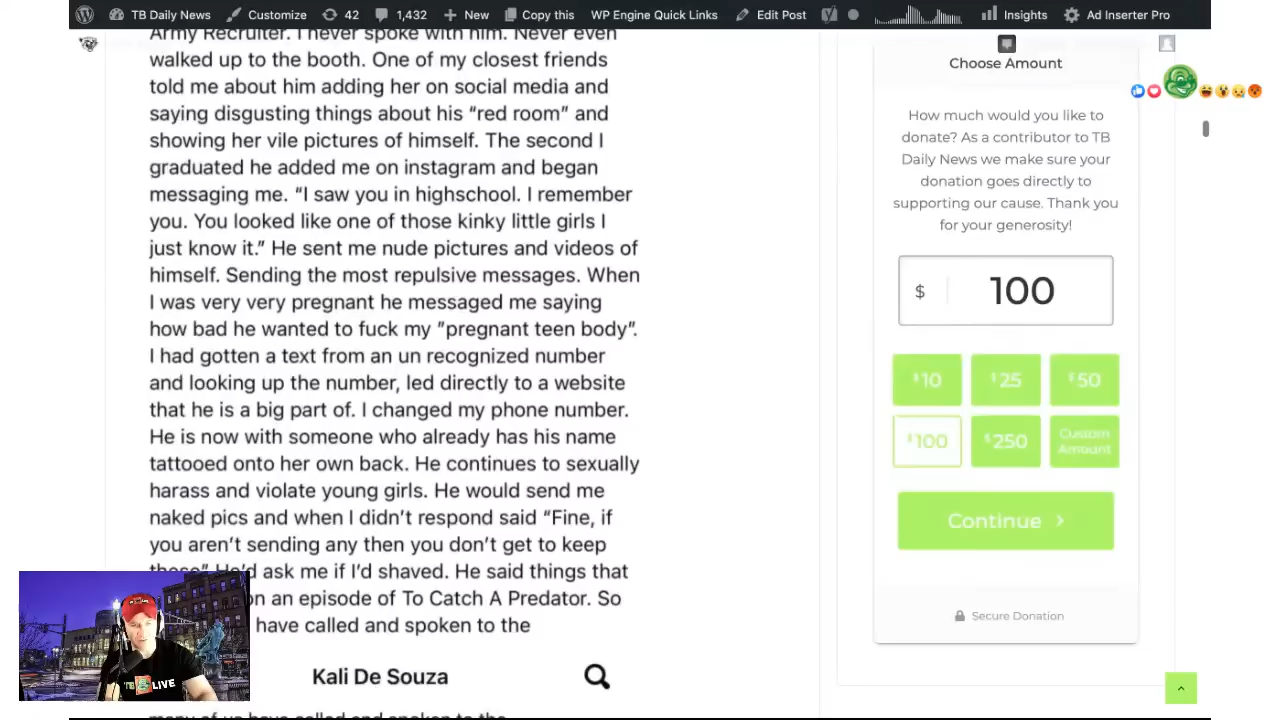 TB Daily News Customize 42 1,432 New Copy this WP Engine Quick Links Edit Post Insights Ad Inserter Pro
Army Recruiter. I never spoke with him. Never even
walked up to the booth. One of my closest friends
told me about him adding her on social media and
saying disgusting things about his “red room” and
showing her vile pictures of himself. The second I
graduated he added me on instagram and began
messaging me. “I saw you in highschool. I remember
you. You looked like one of those kinky little girls I
just know it.” He sent me nude pictures and videos of
himself. Sending the most repulsive messages. When
I was very very pregnant he messaged me saying
how bad he wanted to fuck my “pregnant teen body”.
I had gotten a text from an un recognized number
and looking up the number, led directly to a website
that he is a big part of. I changed my phone number.
He is now with someone who already has his name
tattooed onto her own back. He continues to sexually
harass and violate young girls. He would send me
naked pics and when I didn’t respond said “Fine, if
you aren’t sending any then you don’t get to keep
these” He’d ask me if I’d shaved. He said things that
on an episode of To Catch A Predator. So
have called and spoken to the
Kali De Souza
many of us have called and spoken to the
Choose Amount
How much would you like to
donate? As a contributor to TB
Daily News we make sure your
donation goes directly to
supporting our cause. Thank you
for your generosity!
$ 100
$10 $25 $50
$100 $250 Custom
Amount
Continue
Secure Donation
LIVE